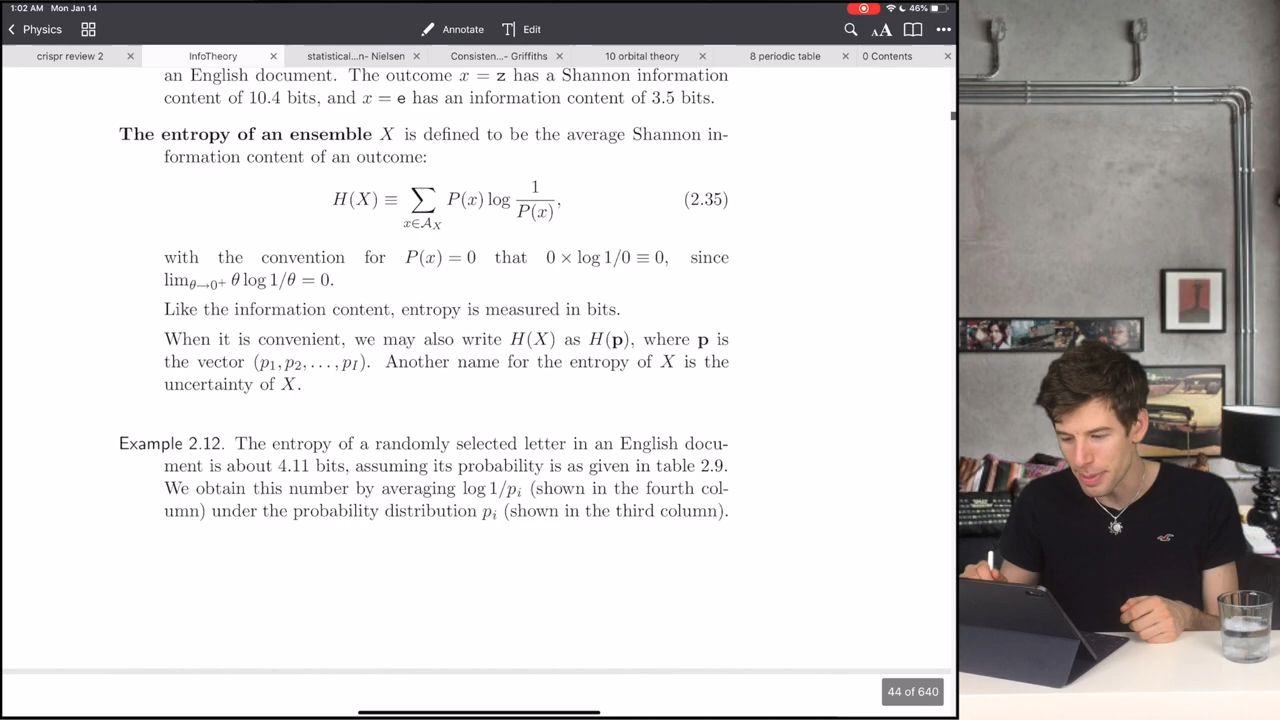 1:02 AM Mon Jan 14
46%
Physics
Annotate
Edit
AA
crispr review 2
InfoTheory
statistical...n- Nielsen
Consisten...- Griffiths
10 orbital theory
8 periodic table
0 Contents
an English document. The outcome x = z has a Shannon information
content of 10.4 bits, and x = e has an information content of 3.5 bits.
The entropy of an ensemble X is defined to be the average Shannon in-
formation content of an outcome:
H(X) ≡ ∑_{x∈𝒜_X} P(x) log 1/P(x), (2.35)
with the convention for P(x) = 0 that 0 × log 1/0 ≡ 0, since
lim_{θ→0⁺} θ log 1/θ = 0.
Like the information content, entropy is measured in bits.
When it is convenient, we may also write H(X) as H(p), where p is
the vector (p₁, p₂, . . . , p_I). Another name for the entropy of X is the
uncertainty of X.
Example 2.12. The entropy of a randomly selected letter in an English docu-
ment is about 4.11 bits, assuming its probability is as given in table 2.9.
We obtain this number by averaging log 1/p_i (shown in the fourth col-
umn) under the probability distribution p_i (shown in the third column).
44 of 640